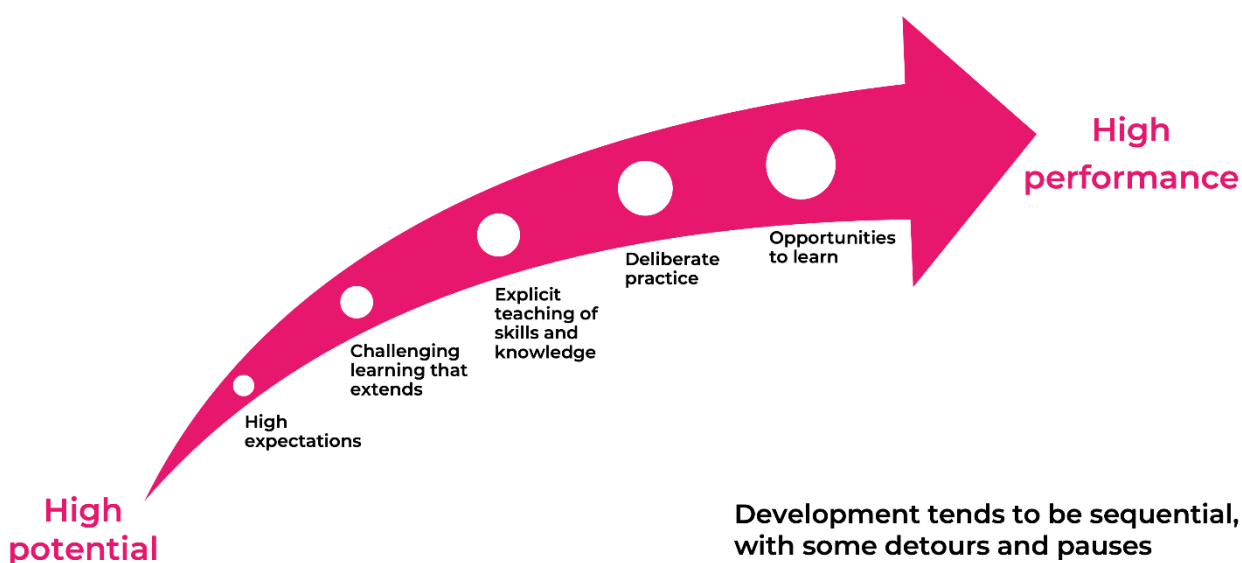 High
potential
High
expectations
Challenging
learning that
extends
Explicit
teaching of
skills and
knowledge
Deliberate
practice
Opportunities
to learn
High
performance
Development tends to be sequential,
with some detours and pauses